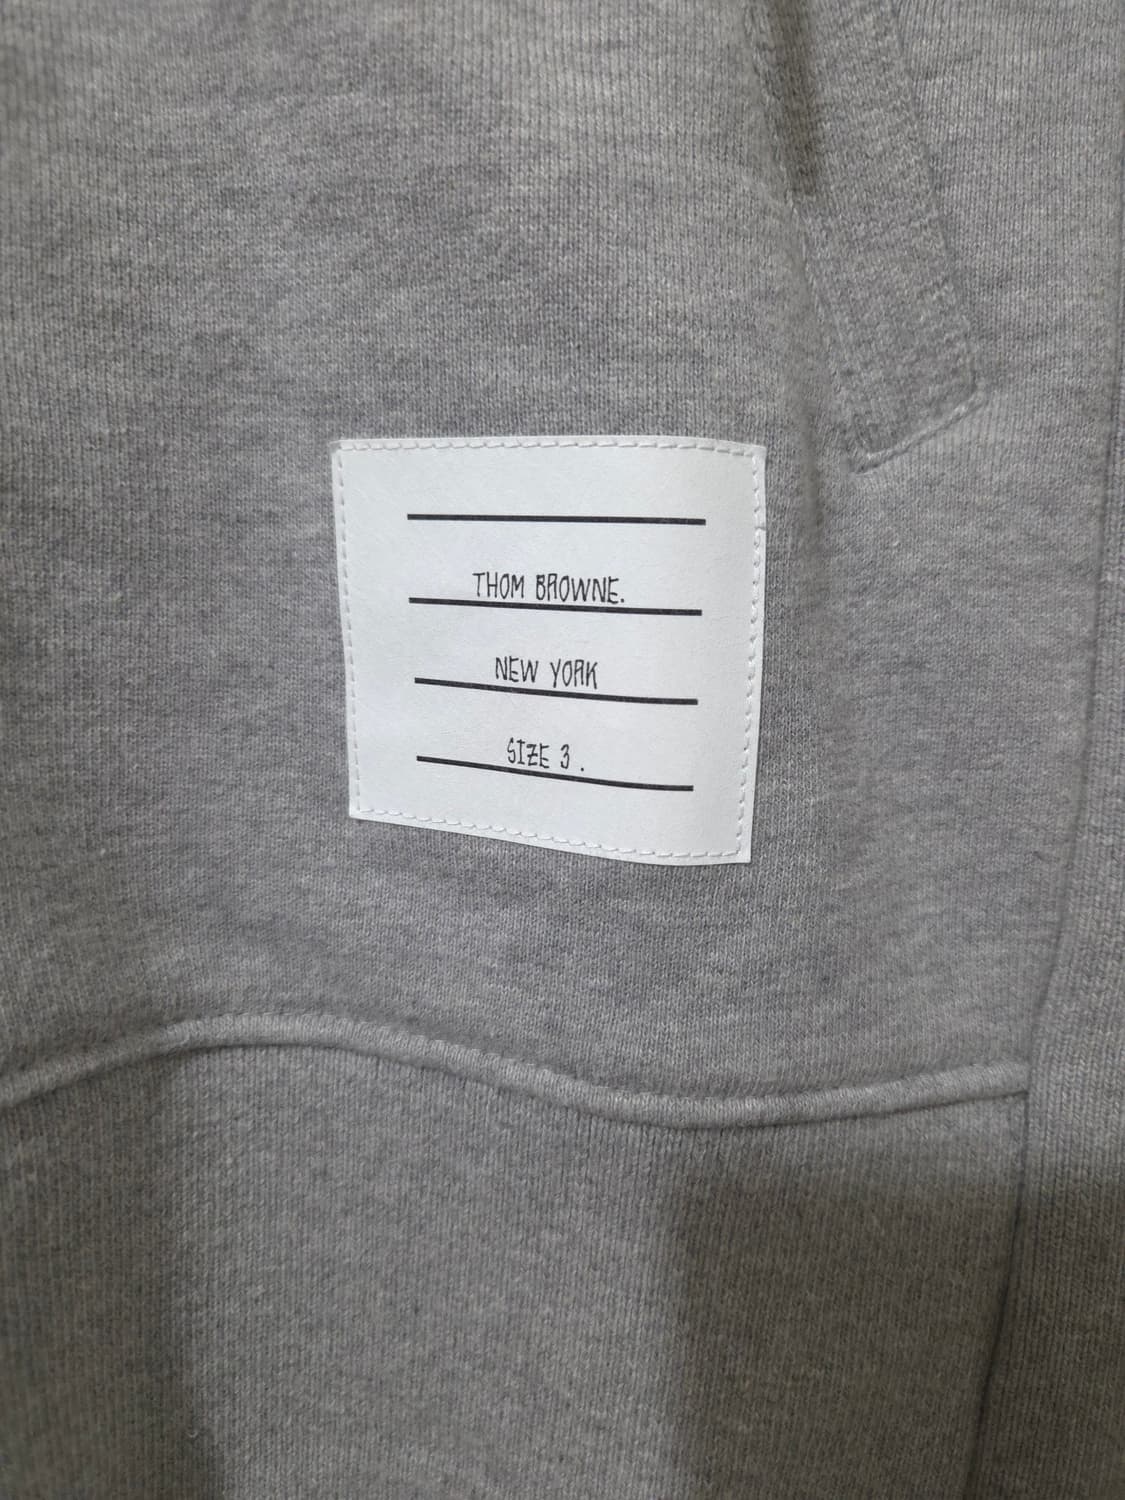 THOM BROWNE.
NEW YORK
SIZE 3 .